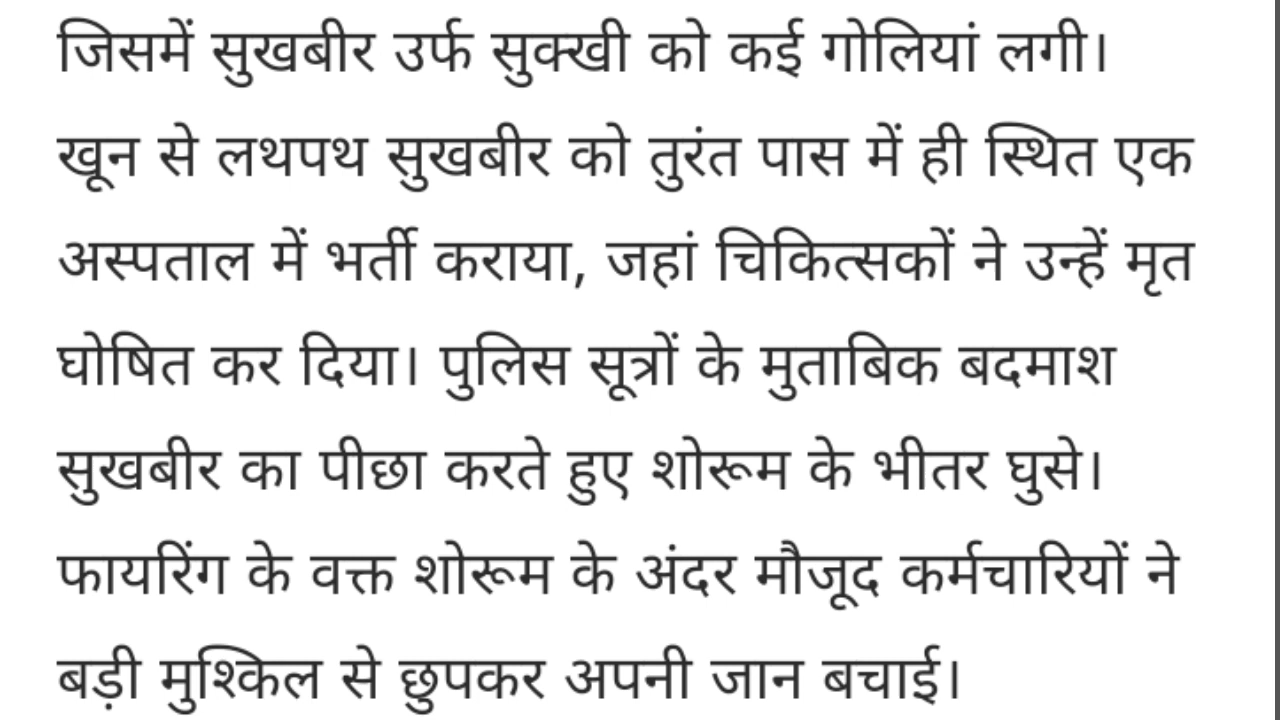 जिसमें सुखबीर उर्फ सुक्खी को कई गोलियां लगी।
खून से लथपथ सुखबीर को तुरंत पास में ही स्थित एक
अस्पताल में भर्ती कराया, जहां चिकित्सकों ने उन्हें मृत
घोषित कर दिया। पुलिस सूत्रों के मुताबिक बदमाश
सुखबीर का पीछा करते हुए शोरूम के भीतर घुसे।
फायरिंग के वक्त शोरूम के अंदर मौजूद कर्मचारियों ने
बड़ी मुश्किल से छुपकर अपनी जान बचाई।